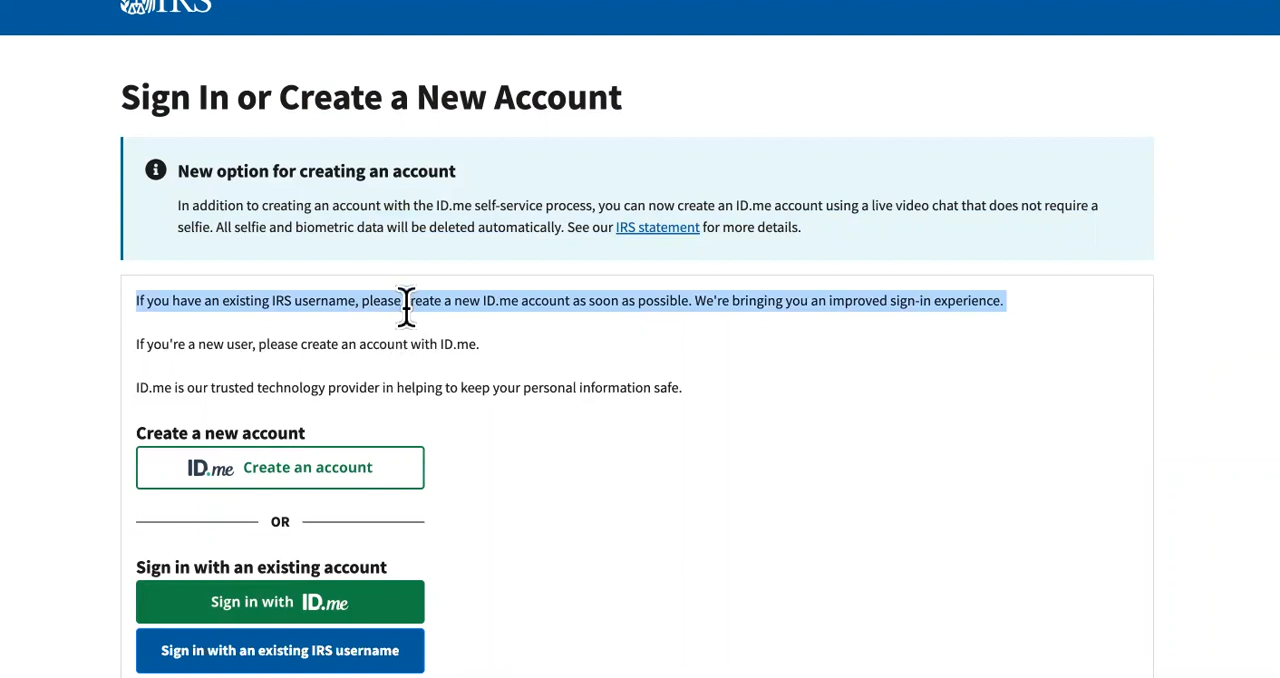 IRS
Sign In or Create a New Account
New option for creating an account
In addition to creating an account with the ID.me self-service process, you can now create an ID.me account using a live video chat that does not require a
selfie. All selfie and biometric data will be deleted automatically. See our IRS statement for more details.
If you have an existing IRS username, please create a new ID.me account as soon as possible. We're bringing you an improved sign-in experience.
If you're a new user, please create an account with ID.me.
ID.me is our trusted technology provider in helping to keep your personal information safe.
Create a new account
ID.me Create an account
OR
Sign in with an existing account
Sign in with ID.me
Sign in with an existing IRS username